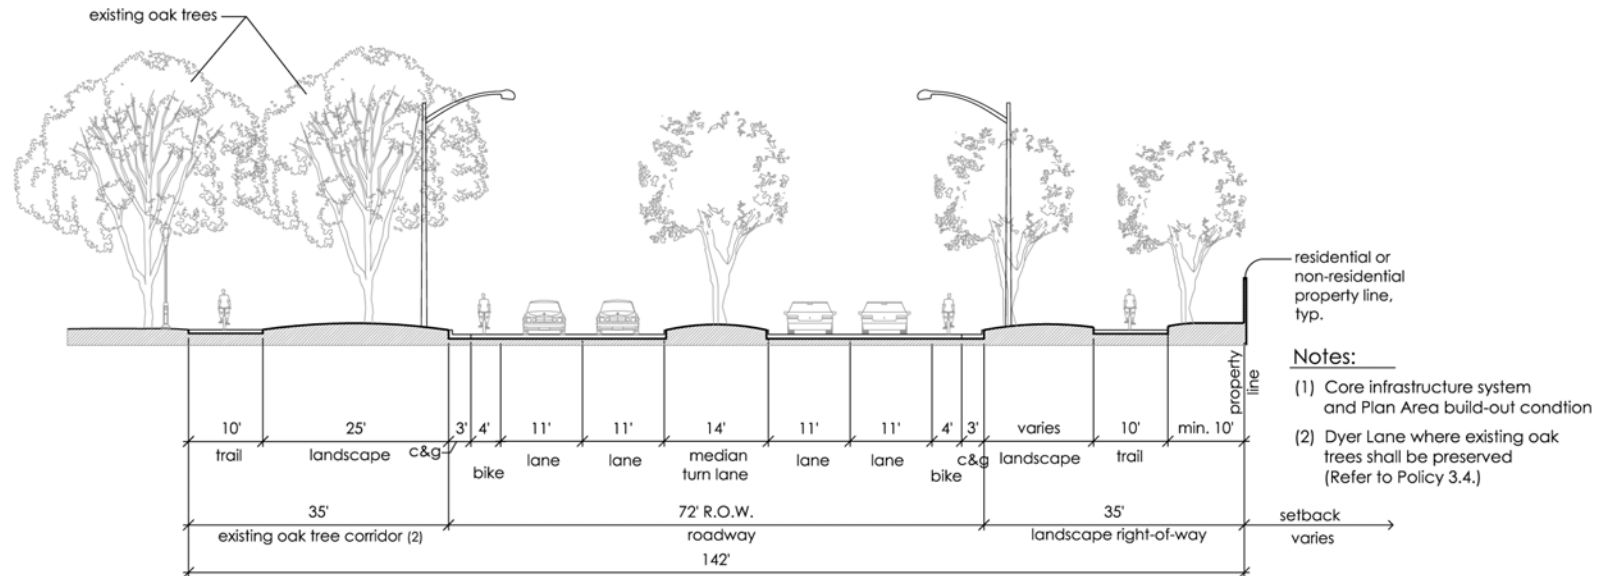 existing oak trees
residential or
non-residential
property line,
typ.
property
line
Notes:
(1) Core infrastructure system
and Plan Area build-out condtion
(2) Dyer Lane where existing oak
trees shall be preserved
(Refer to Policy 3.4.)
10' 25' 3' 4' 11' 11' 14' 11' 11' 4' 3' varies 10' min. 10'
trail landscape c&g bike lane lane median lane lane bike c&g landscape trail
turn lane
35' 72' R.O.W. 35' setback
existing oak tree corridor (2) roadway landscape right-of-way varies
142'